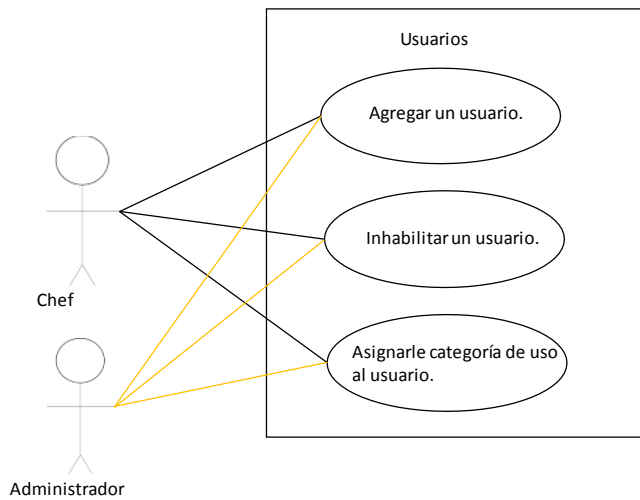 Usuarios
Agregar un usuario.
Inhabilitar un usuario.
Chef
Asignarle categoría de uso
al usuario.
Administrador